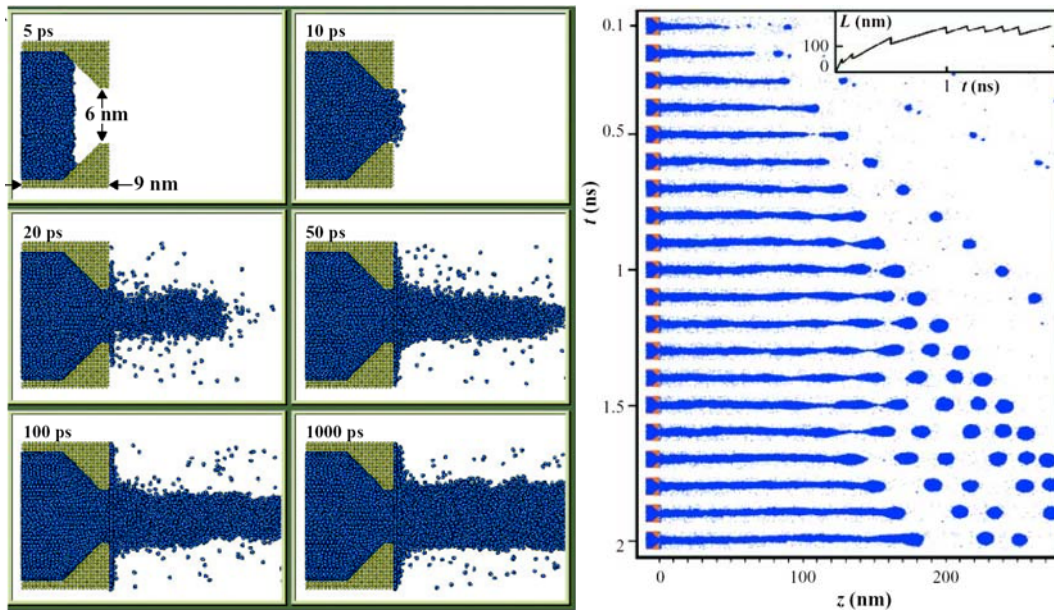 5 ps
10 ps
6 nm
9 nm
20 ps
50 ps
100 ps
1000 ps
0.1
0.5
1
1.5
2
t (ns)
L (nm)
100
0
1 t (ns)
0
100
200
z (nm)